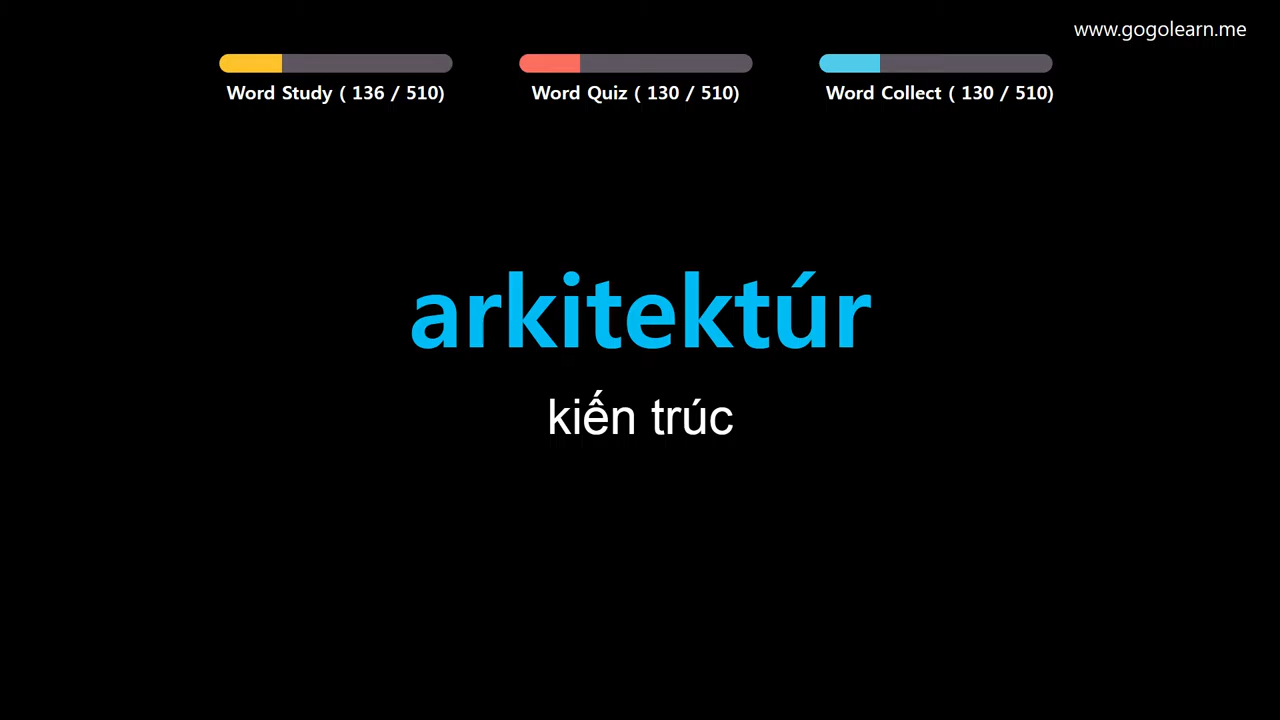 www.gogolearn.me
Word Study ( 136 / 510)
Word Quiz ( 130 / 510)
Word Collect ( 130 / 510)
arkitektúr
kiến trúc